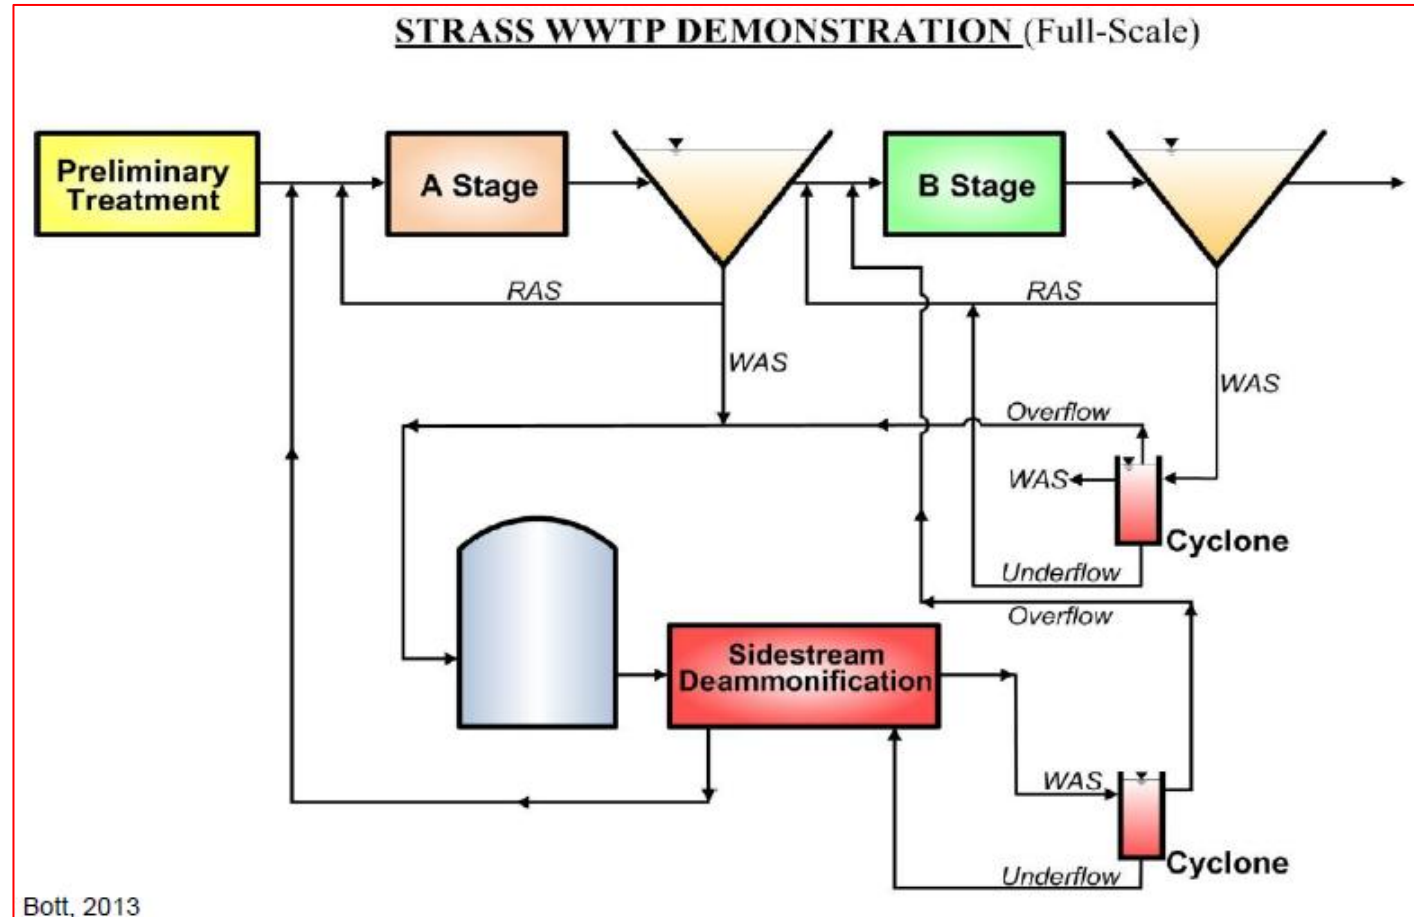 STRASS WWTP DEMONSTRATION (Full-Scale)
Preliminary
Treatment
A Stage
B Stage
RAS
RAS
WAS
WAS
Overflow
WAS
Cyclone
Underflow
Overflow
Sidestream
Deammonification
WAS
Cyclone
Underflow
Bott, 2013